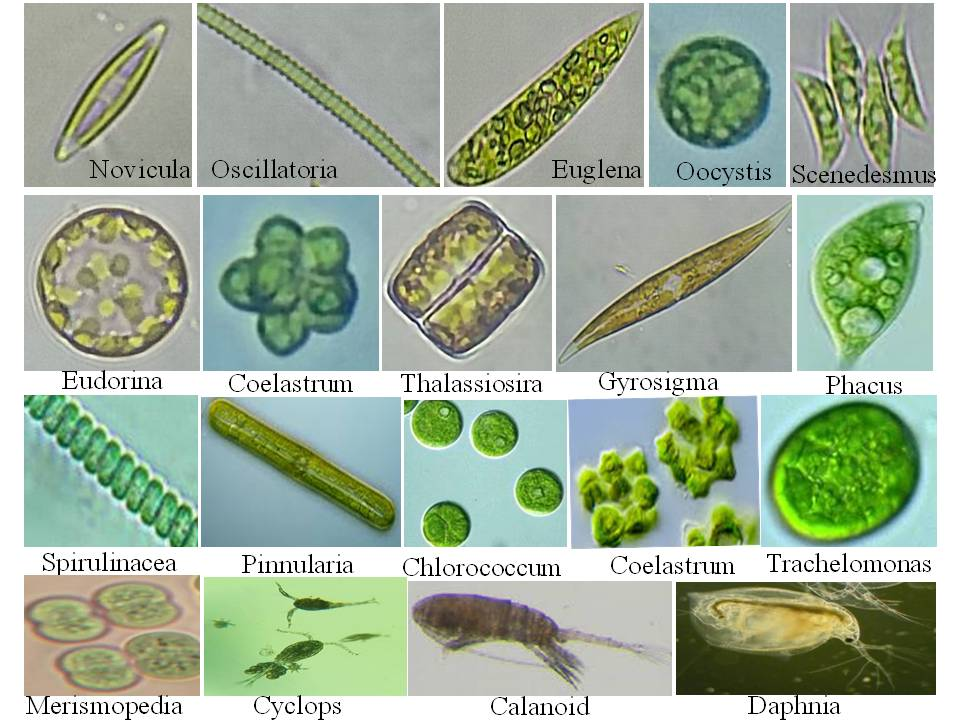 Novicula
Oscillatoria
Euglena
Oocystis
Scenedesmus
Eudorina
Coelastrum
Thalassiosira
Gyrosigma
Phacus
Spirulinacea
Pinnularia
Chlorococcum
Coelastrum
Trachelomonas
Merismopedia
Cyclops
Calanoid
Daphnia